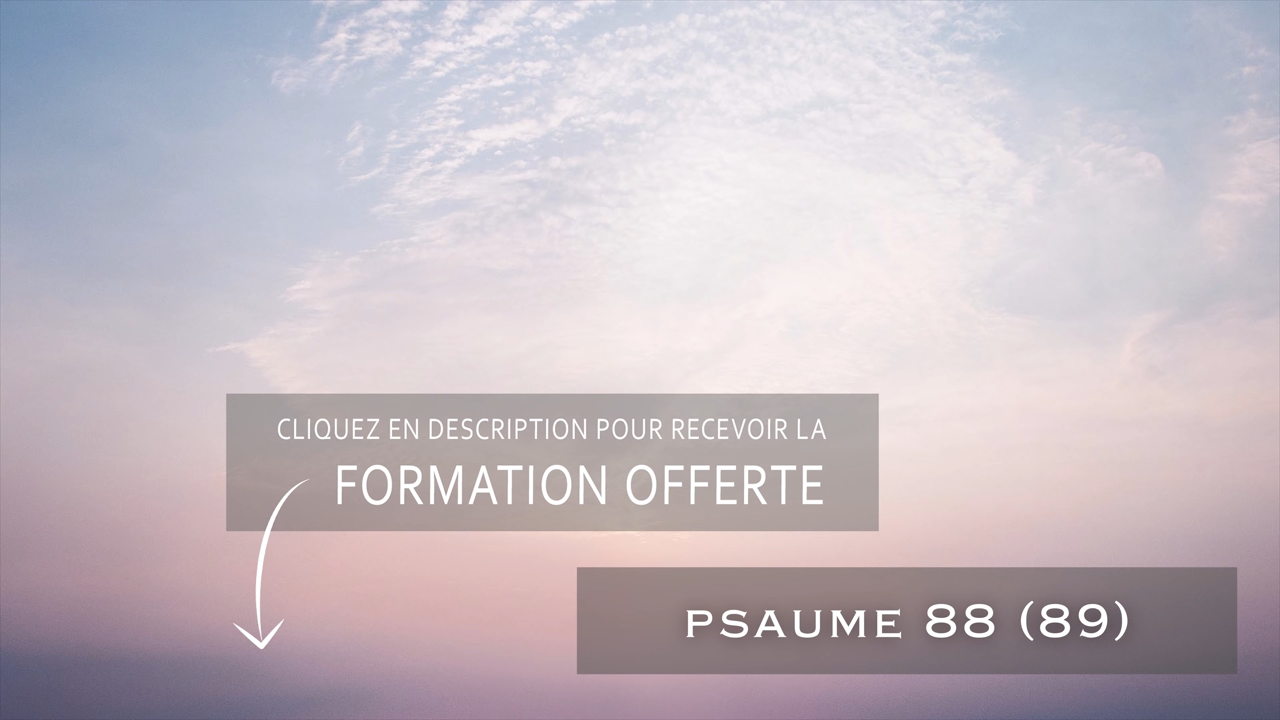 CLIQUEZ EN DESCRIPTION POUR RECEVOIR LA
FORMATION OFFERTE
PSAUME 88 (89)